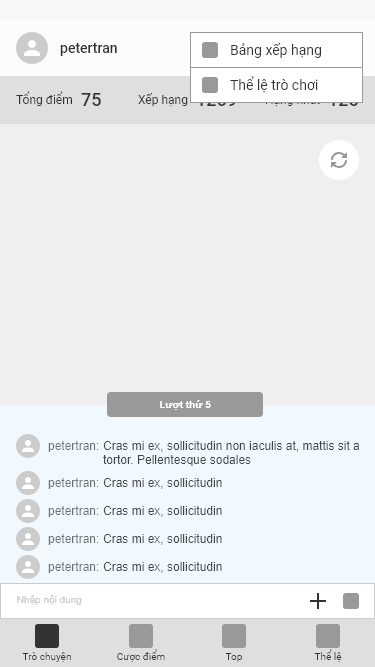 petertran
Bảng xếp hạng
Thể lệ trò chơi
Tổng điểm 75 Xếp hạng
Lượt thứ 5
petertran: Cras mi ex, sollicitudin non iaculis at, mattis sit a
tortor. Pellentesque sodales
petertran: Cras mi ex, sollicitudin
petertran: Cras mi ex, sollicitudin
petertran: Cras mi ex, sollicitudin
petertran: Cras mi ex, sollicitudin
Nhập nội dung
Trò chuyện Cược điểm Top Thể lệ